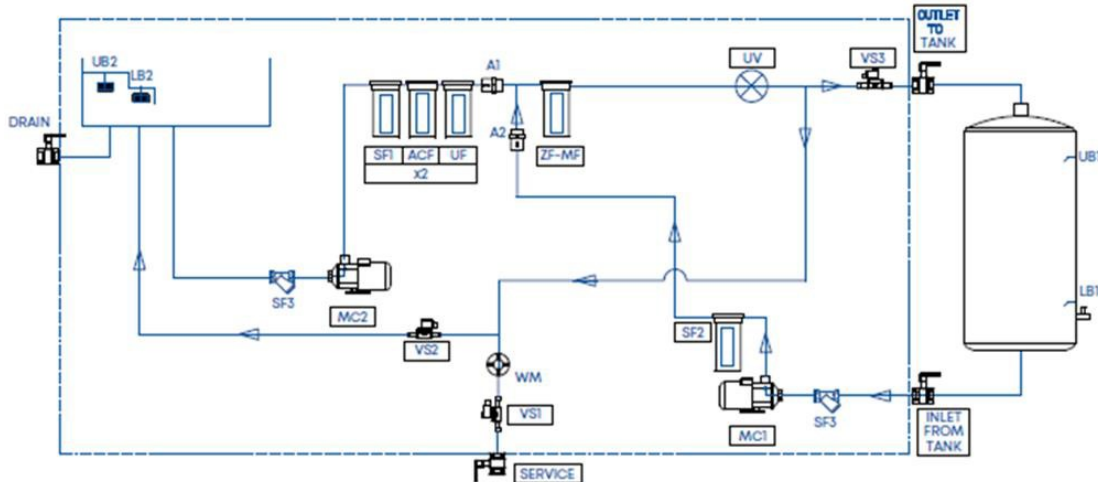 OUTLET
TO
TANK
UB2
LB2
A1
UV
VS3
DRAIN
A2
SF1 ACF UF
X2
ZF-MF
UB1
SF3
MC2
LB1
VS2
SF2
WM
VS1
MC1
SF3
INLET
FROM
TANK
SERVICE